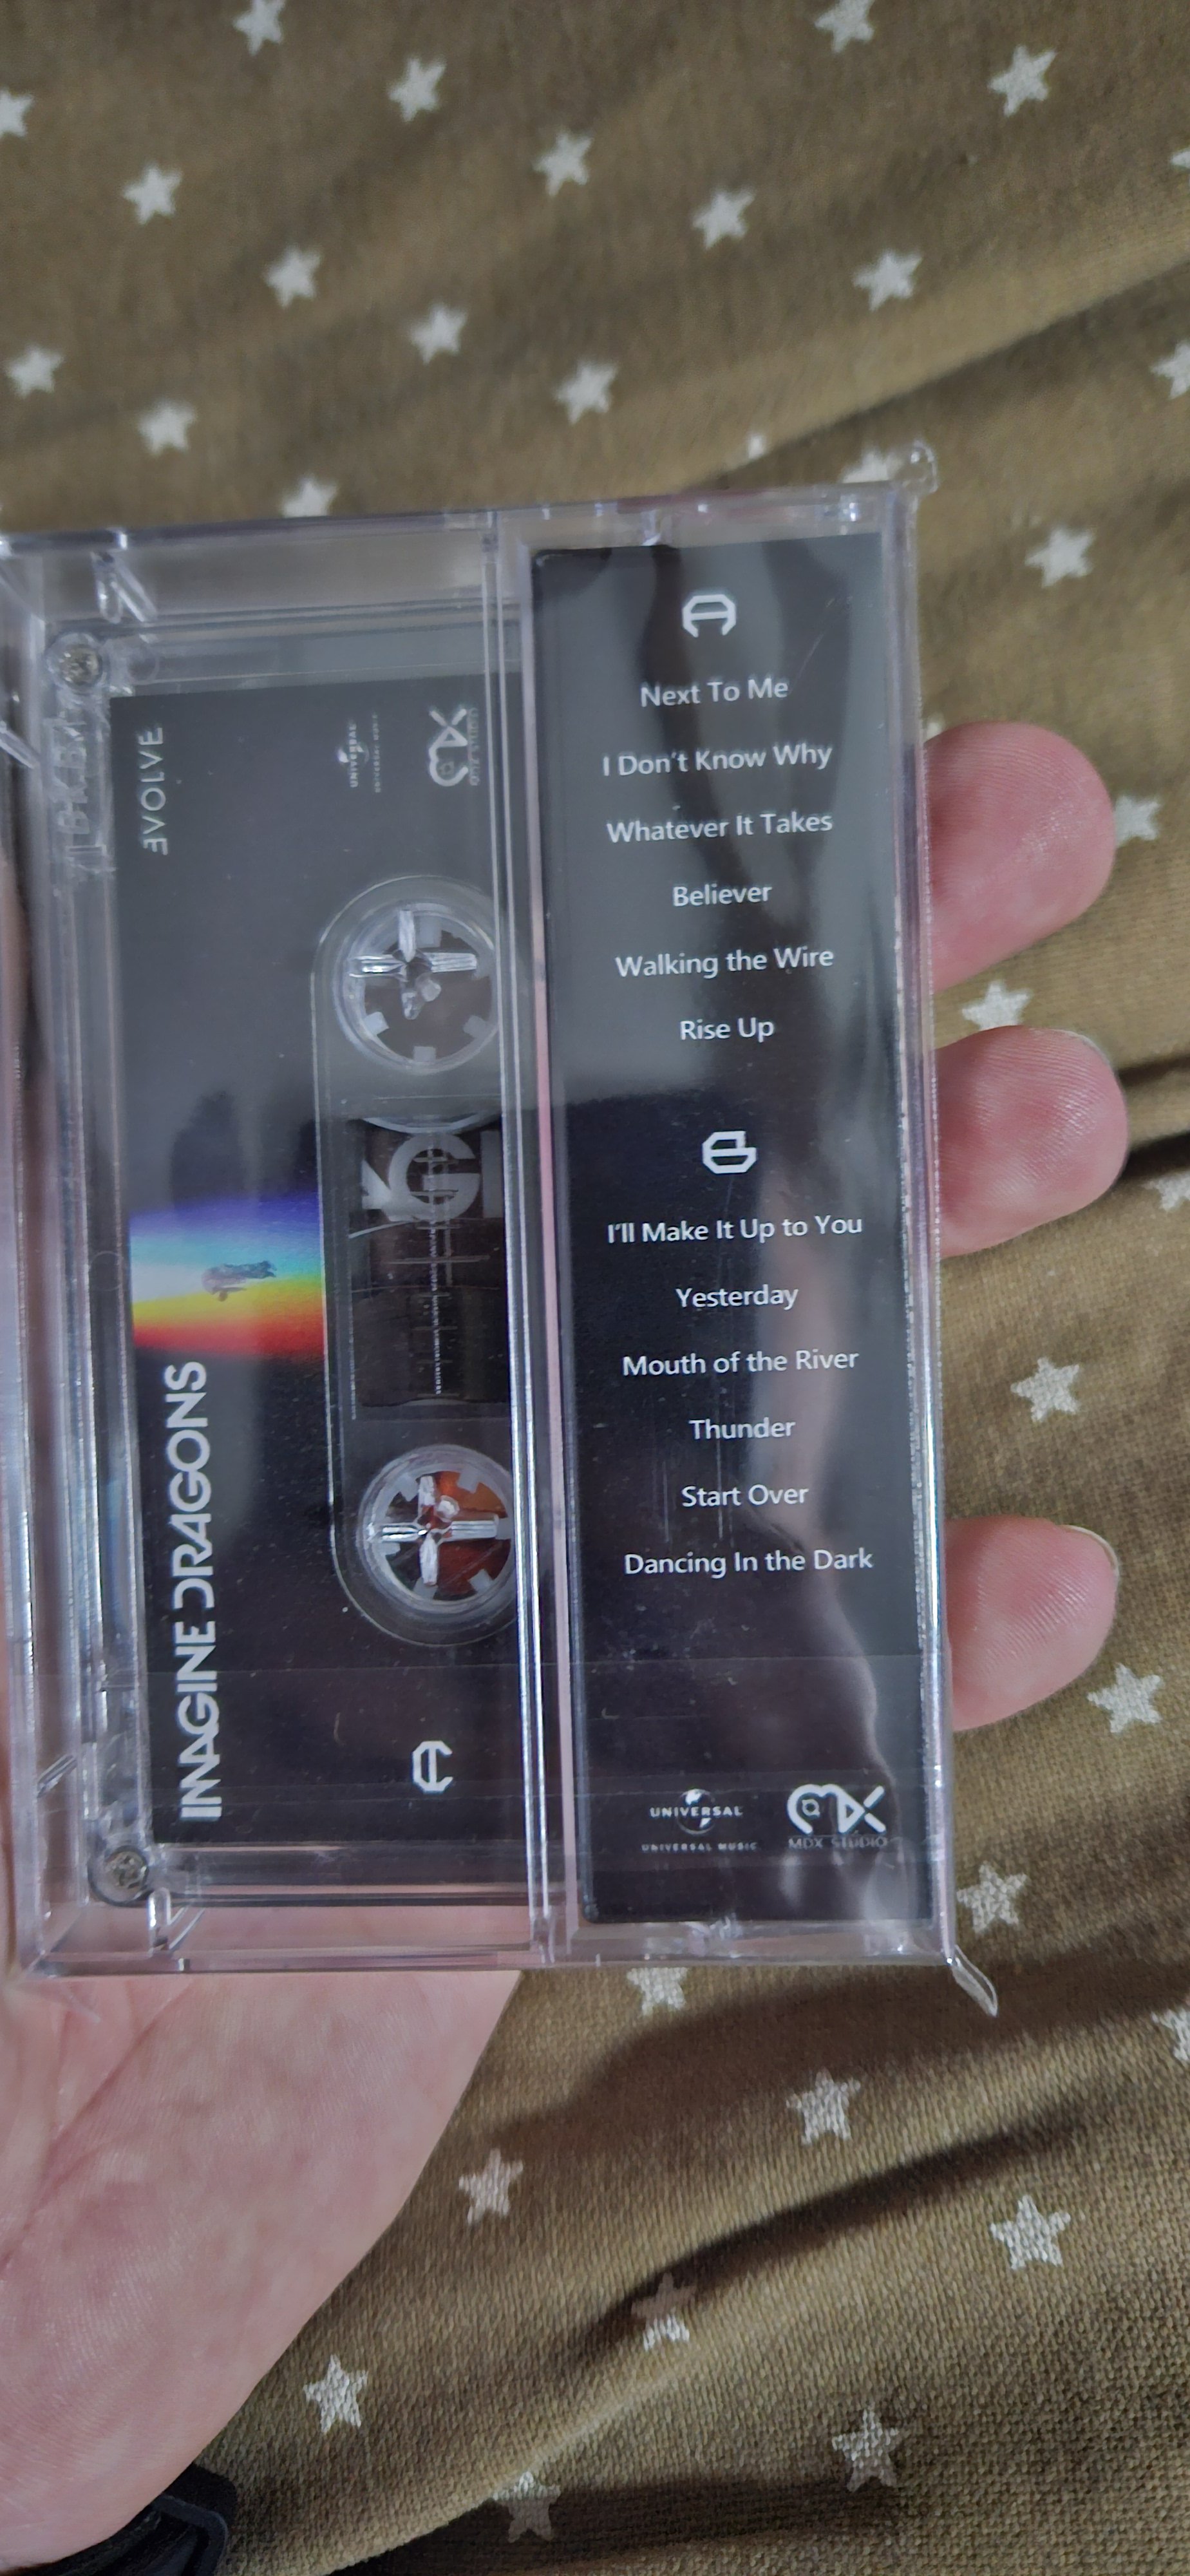 EVOLVE
UNIVERSAL
UNIVERSAL MUSIC
IMAGINE DRAGONS
A
A
Next To Me
I Don't Know Why
Whatever It Takes
Believer
Walking the Wire
Rise Up
B
I'll Make It Up to You
Yesterday
Mouth of the River
Thunder
Start Over
Dancing In the Dark
UNIVERSAL
UNIVERSAL MUSIC
MDX STUDIO